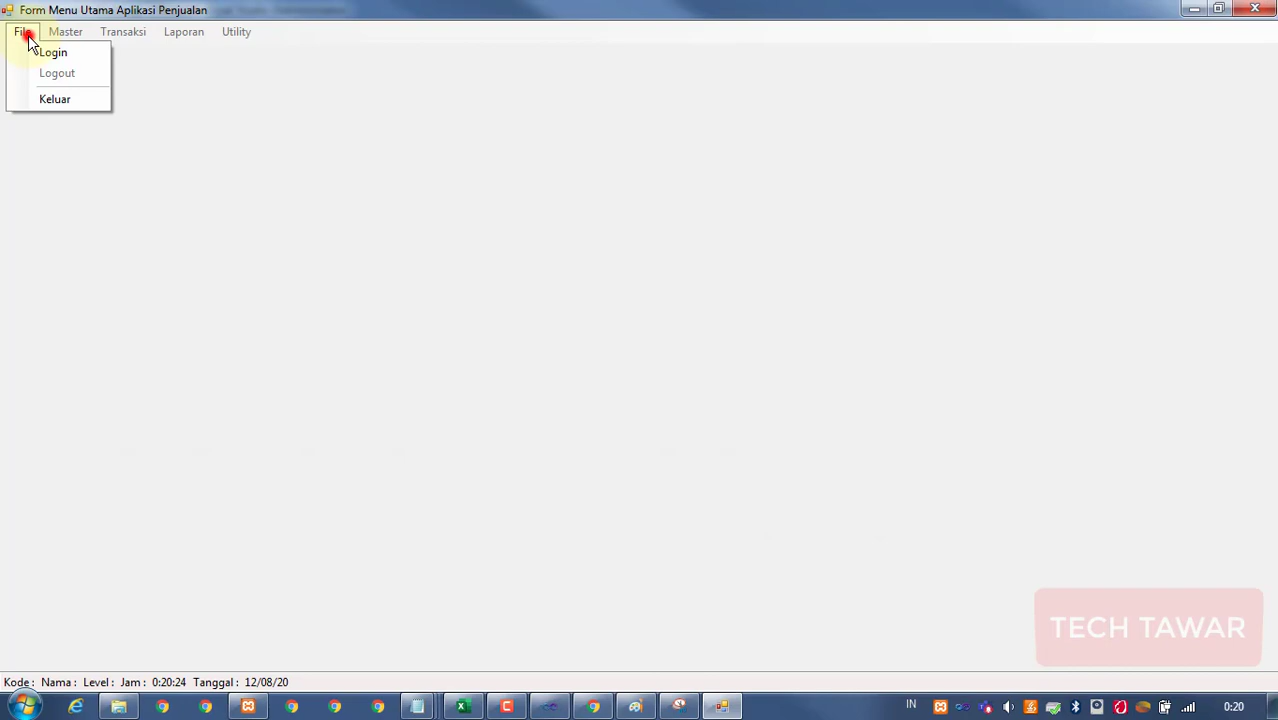 Form Menu Utama Aplikasi Penjualan
File Master Transaksi Laporan Utility
Login
Logout
Keluar
TECH TAWAR
Kode : Nama : Level : Jam : 0:20:24 Tanggal : 12/08/20
IN 0:20